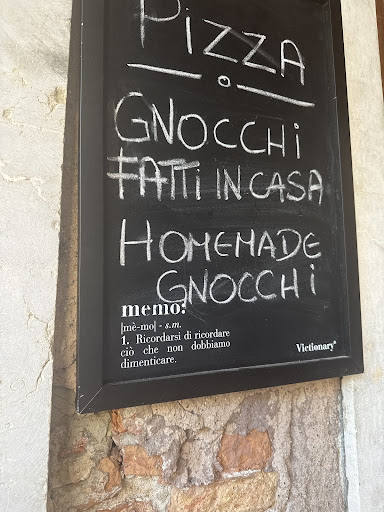 PiZZA
GNOCCHi
FATTi IN CASA
HOMEMADE
GNOCCHi
memo:
|mè-mo| - s.m.
1. Ricordarsi di ricordare
ciò che non dobbiamo
dimenticare.
Victionary®